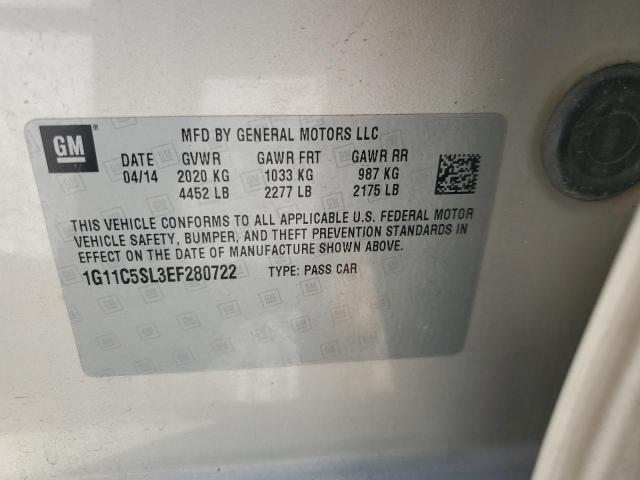 GM
MFD BY GENERAL MOTORS LLC
DATE GVWR GAWR FRT GAWR RR
04/14 2020 KG 1033 KG 987 KG
4452 LB 2277 LB 2175 LB
THIS VEHICLE CONFORMS TO ALL APPLICABLE U.S. FEDERAL MOTOR
VEHICLE SAFETY, BUMPER, AND THEFT PREVENTION STANDARDS IN
EFFECT ON THE DATE OF MANUFACTURE SHOWN ABOVE.
1G11C5SL3EF280722 TYPE: PASS CAR